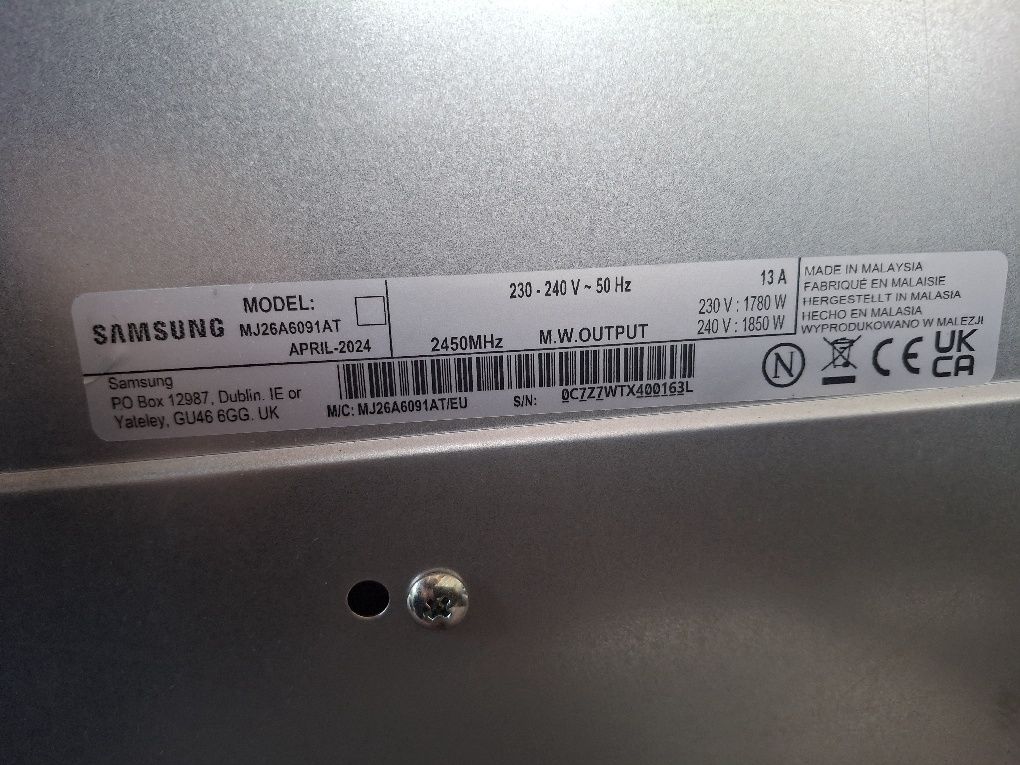 SAMSUNG
MODEL:
MJ26A6091AT
APRIL-2024
230 - 240 V ~ 50 Hz
13 A
230 V : 1780 W
240 V : 1850 W
2450MHz
M.W.OUTPUT
MADE IN MALAYSIA
FABRIQUÉ EN MALAISIE
HERGESTELLT IN MALASIA
HECHO EN MALASIA
WYPRODUKOWANO W MALEZJI
Samsung
PO Box 12987, Dublin. IE or
Yateley, GU46 6GG. UK
M/C: MJ26A6091AT/EU
S/N: 0C7Z7WTX400163L
N
CE
UK
CA